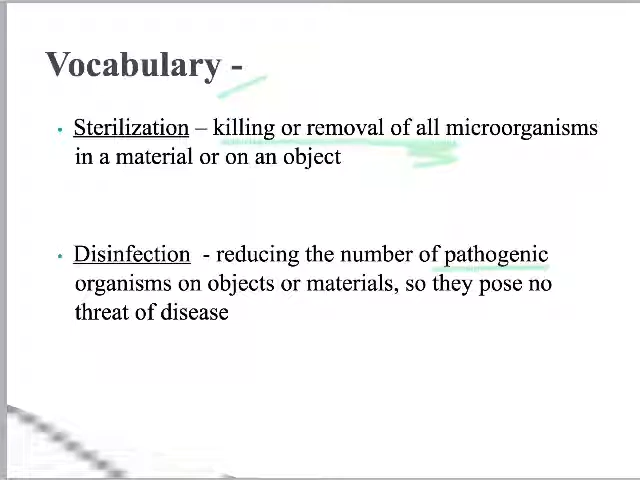 Vocabulary -
• Sterilization – killing or removal of all microorganisms
in a material or on an object
• Disinfection - reducing the number of pathogenic
organisms on objects or materials, so they pose no
threat of disease